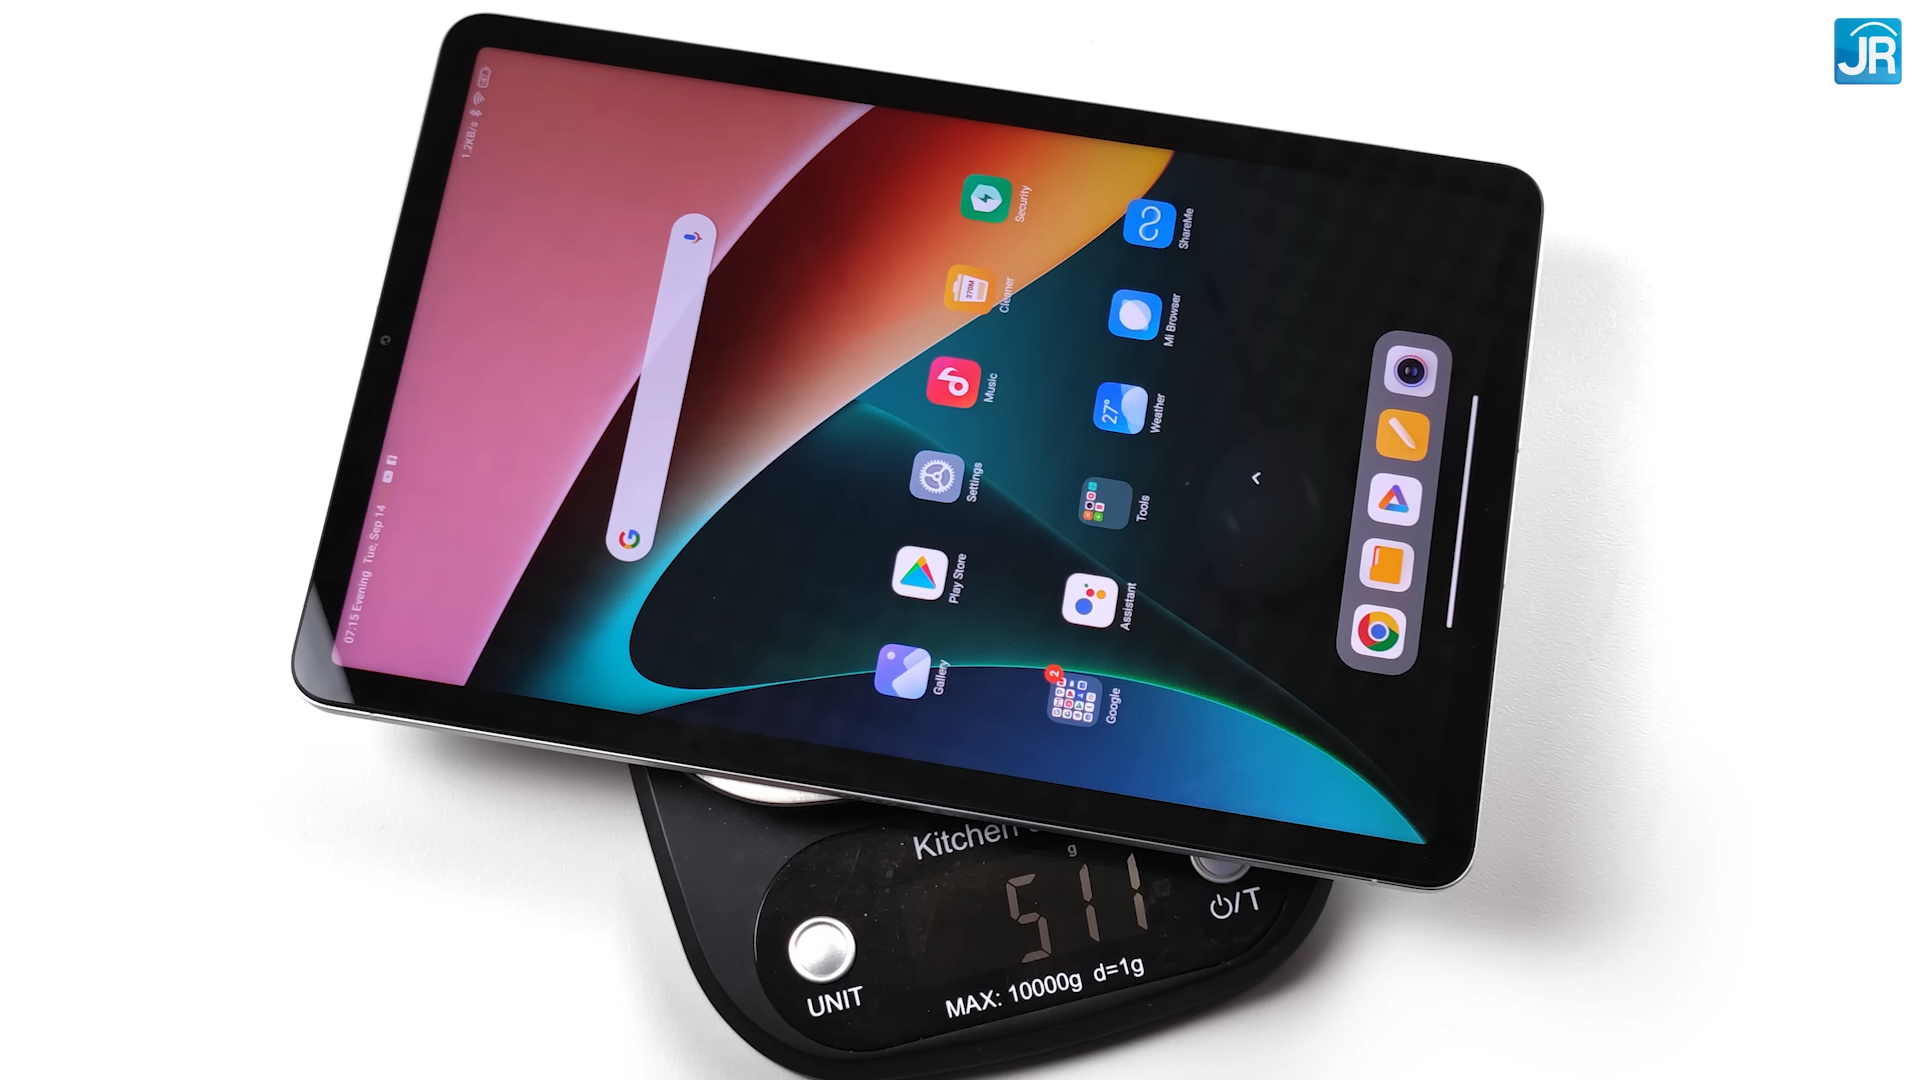 JR
1.2KB/s
07:15 Evening Tue, Sep 14
Security
Cleaner
370M
Music
Settings
Play Store
Gallery
ShareMe
Mi Browser
27°
Weather
Tools
Assistant
2
Google
Kitchen
g
511
UNIT
/T
MAX: 10000g d=1g